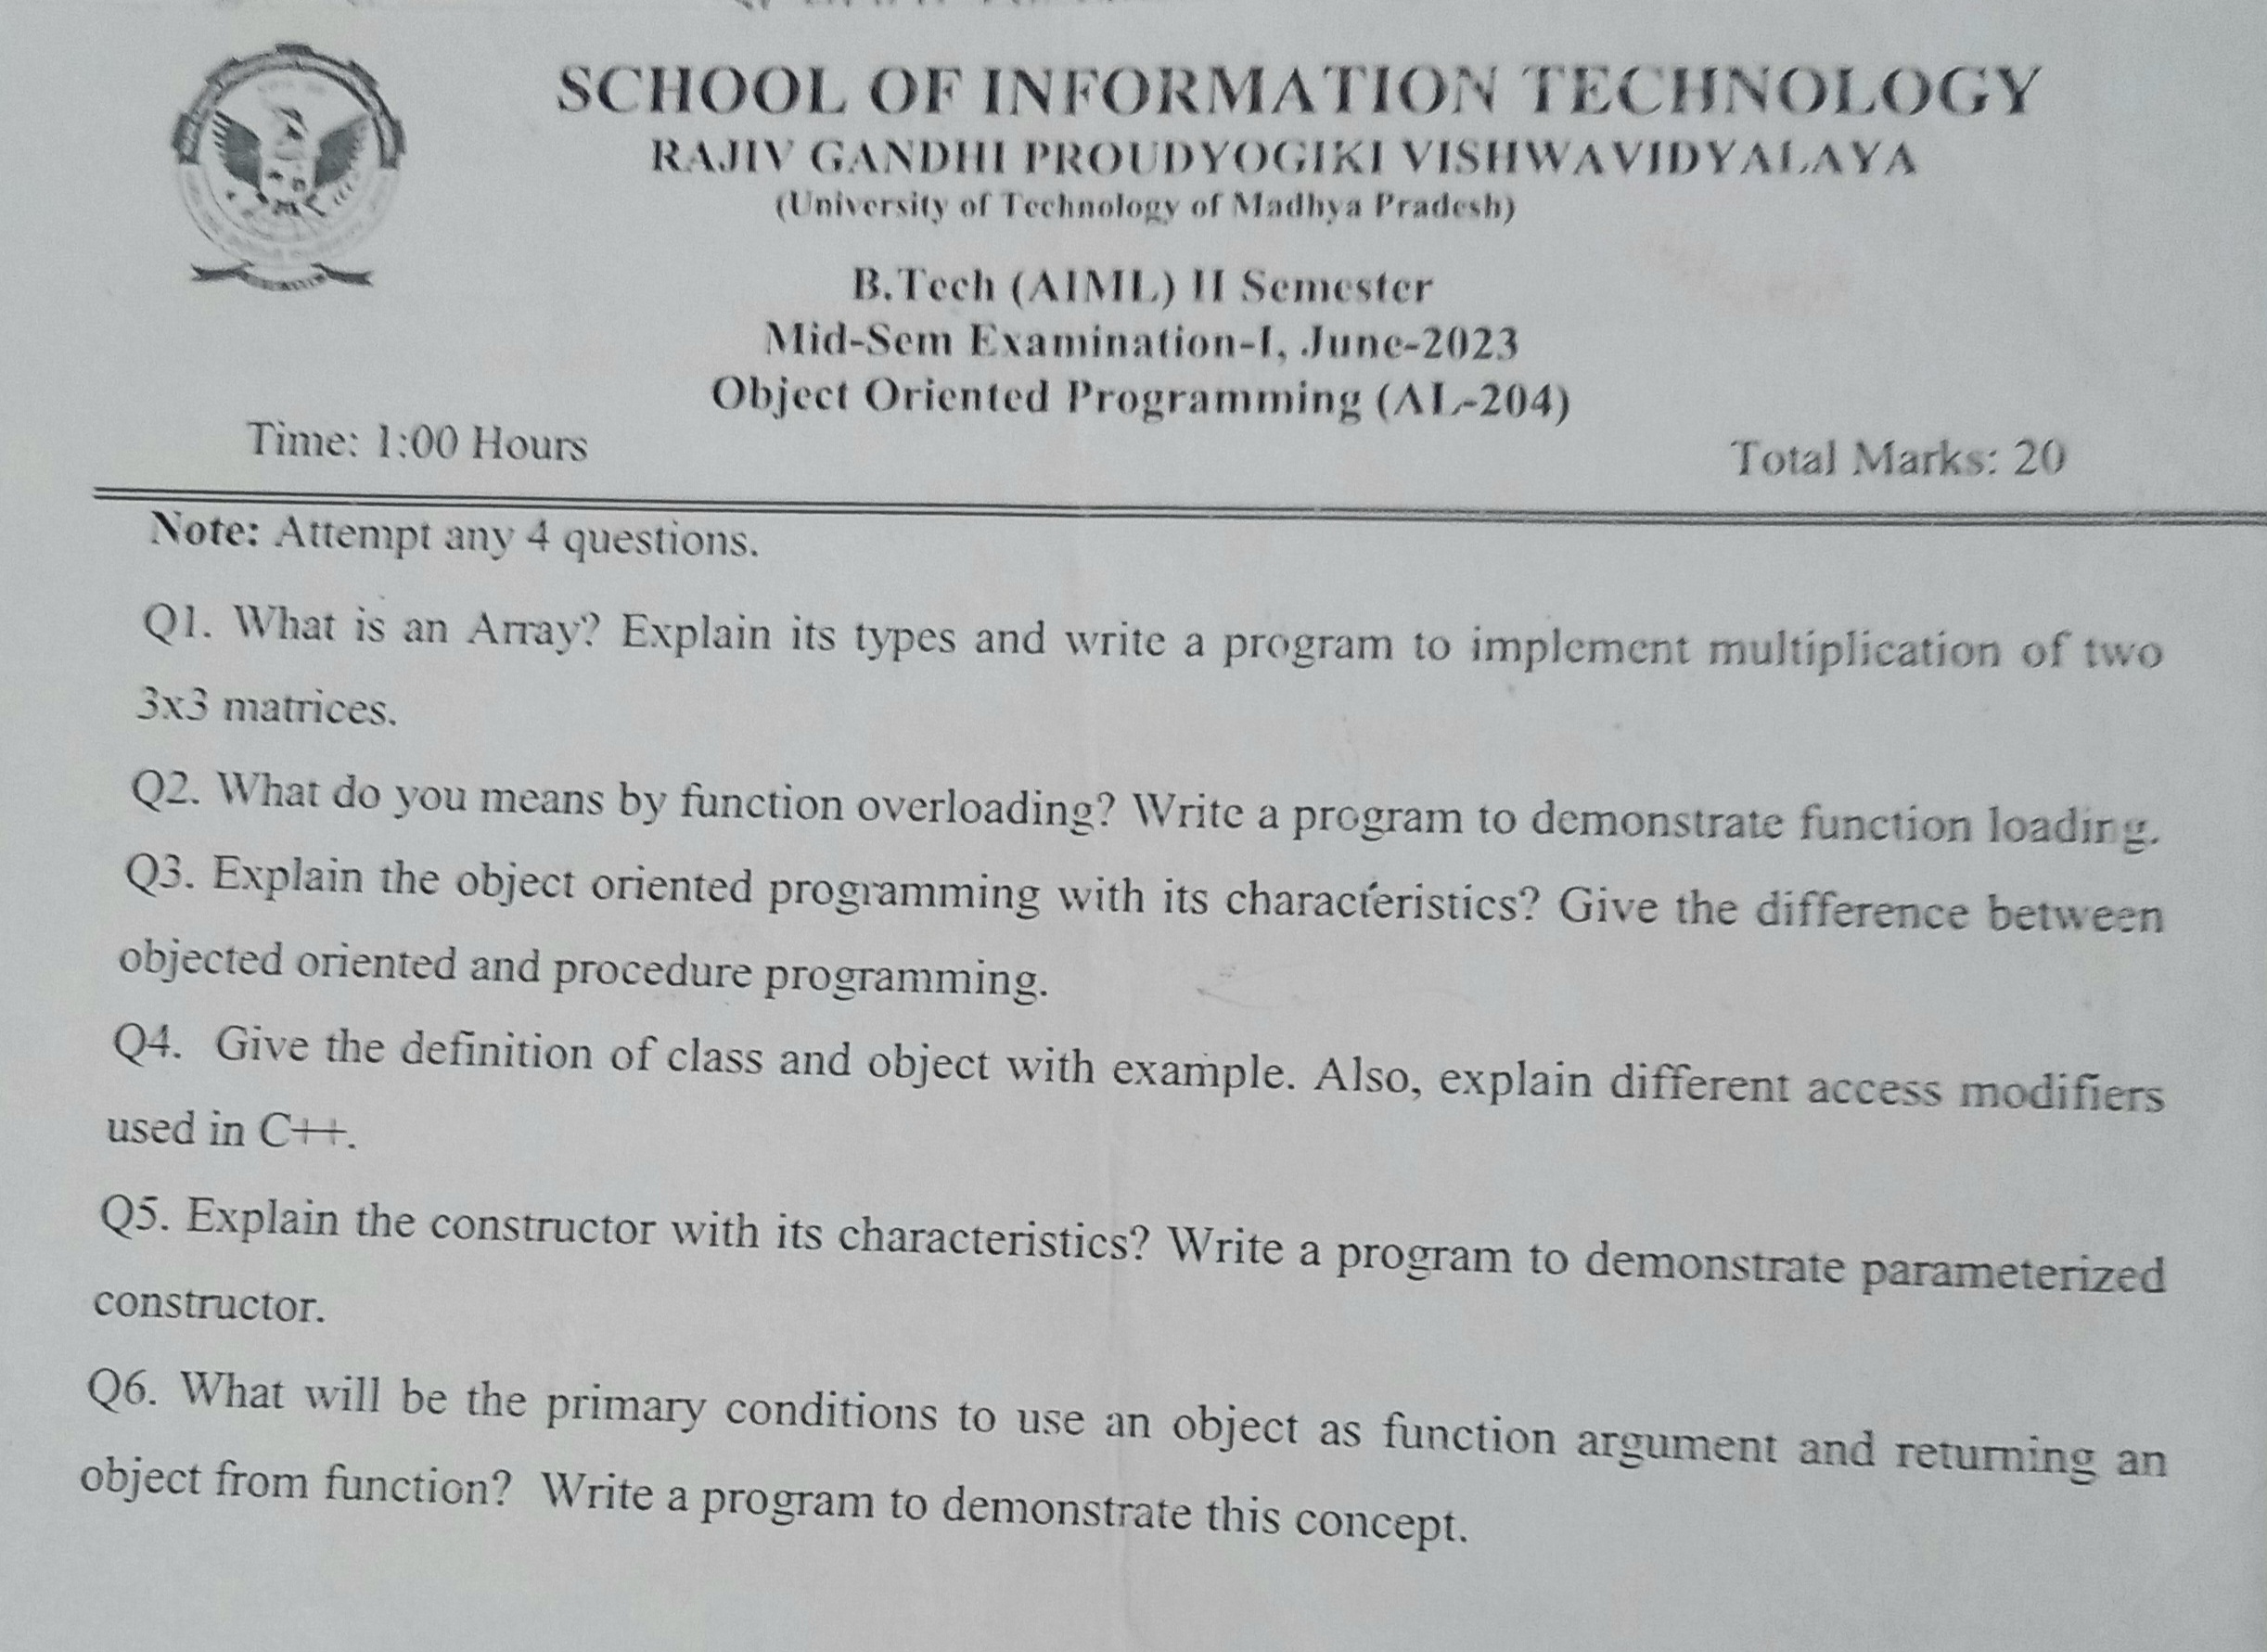 SCHOOL OF INFORMATION TECHNOLOGY
RAJIV GANDHI PROUDYOGIKI VISHWAVIDYALAYA
(University of Technology of Madhya Pradesh)
B.Tech (AIML) II Semester
Mid-Sem Examination-I, June-2023
Object Oriented Programming (AL-204)
Time: 1:00 Hours
Total Marks: 20
Note: Attempt any 4 questions.
Q1. What is an Array? Explain its types and write a program to implement multiplication of two
3x3 matrices.
Q2. What do you means by function overloading? Write a program to demonstrate function loading.
Q3. Explain the object oriented programming with its characteristics? Give the difference between
objected oriented and procedure programming.
Q4. Give the definition of class and object with example. Also, explain different access modifiers
used in C++.
Q5. Explain the constructor with its characteristics? Write a program to demonstrate parameterized
constructor.
Q6. What will be the primary conditions to use an object as function argument and returning an
object from function? Write a program to demonstrate this concept.